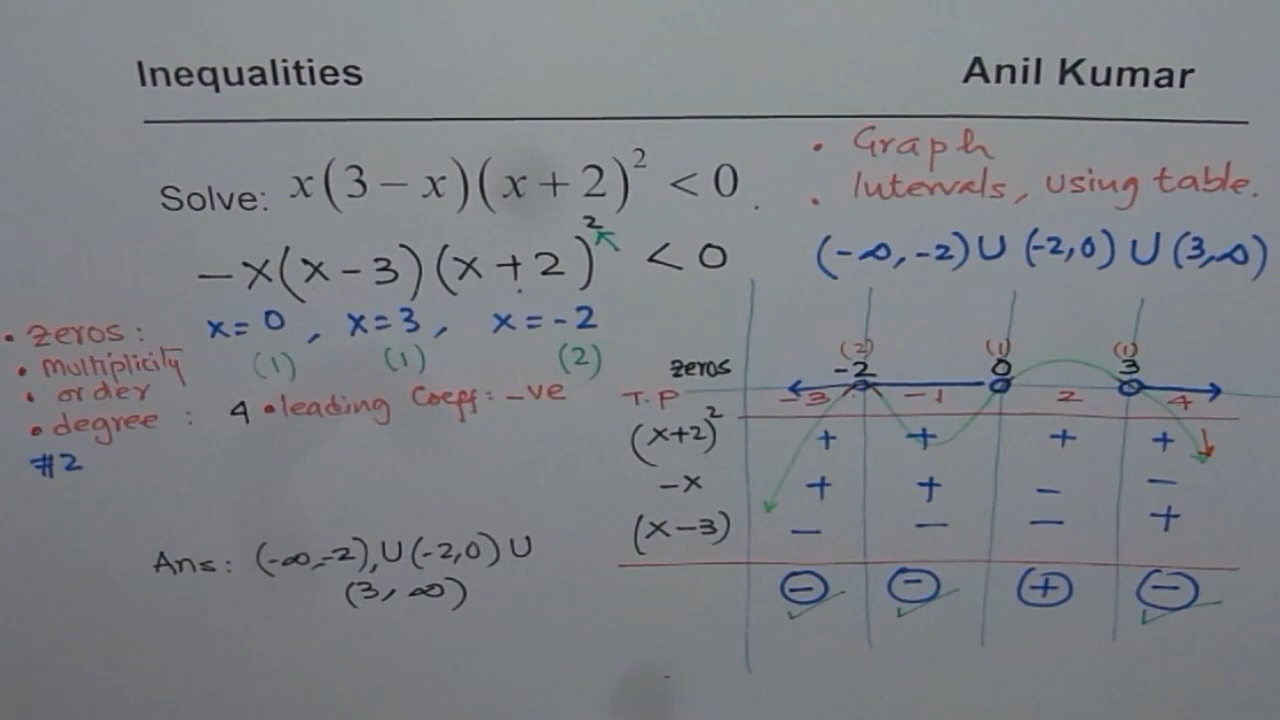 Inequalities Anil Kumar
Solve: x(3 − x)(x + 2)² < 0.
• Graph
• Intervals, using table.
−x(x−3)(x+2)² < 0
(-∞,-2) U (-2,0) U (3,∞)
• zeros: x=0, x=3, x=-2
• multiplicity (1) (1) (2)
• order
• degree: 4 • leading Coeff: -ve
#2
(2) (1) (1)
zeros -2 0 3
T.P -3 -1 2 4
(x+2)² + + + +
-x + + − −
(x-3) − − − +
− − + −
Ans: (-∞,-2), U (-2,0) U
(3,∞)